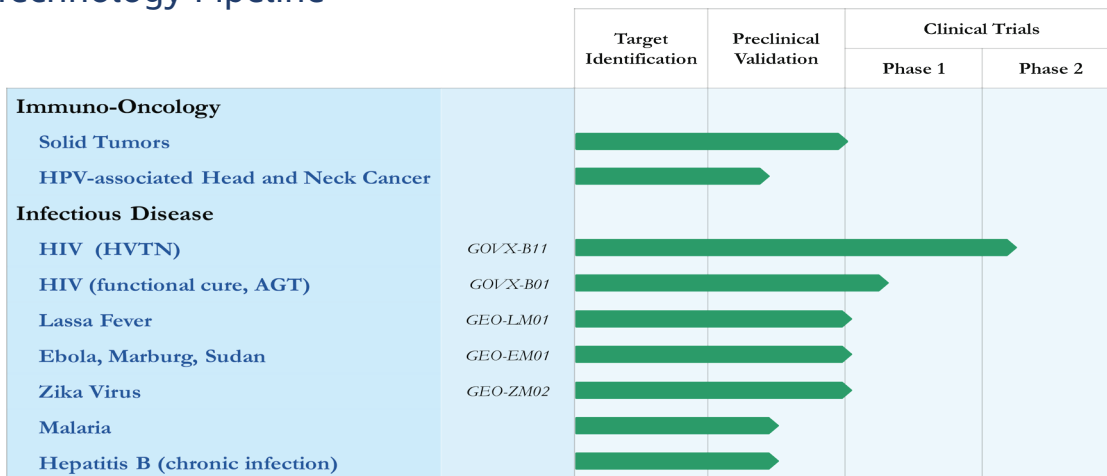 Technology Pipeline
Target Identification
Preclinical Validation
Clinical Trials
Phase 1
Phase 2
Immuno-Oncology
Solid Tumors
HPV-associated Head and Neck Cancer
Infectious Disease
HIV (HVTN) GOVX-B11
HIV (functional cure, AGT) GOVX-B01
Lassa Fever GEO-LM01
Ebola, Marburg, Sudan GEO-EM01
Zika Virus GEO-ZM02
Malaria
Hepatitis B (chronic infection)